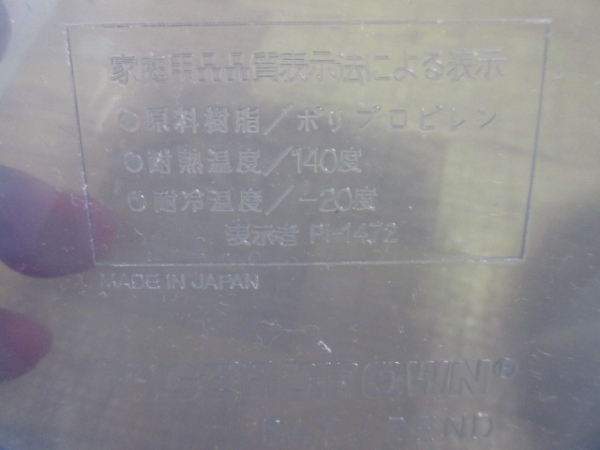 家庭用品品質表示法による表示
○原料樹脂/ポリプロピレン
○耐熱温度/140度
○耐冷温度/-20度
表示者 PI-1472
MADE IN JAPAN
PAT. PEND